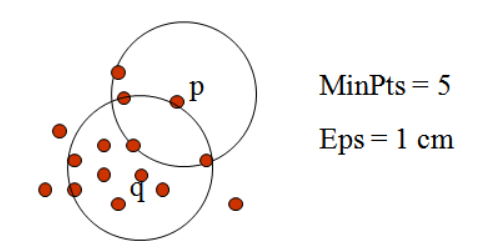 p
MinPts = 5
Eps = 1 cm
q